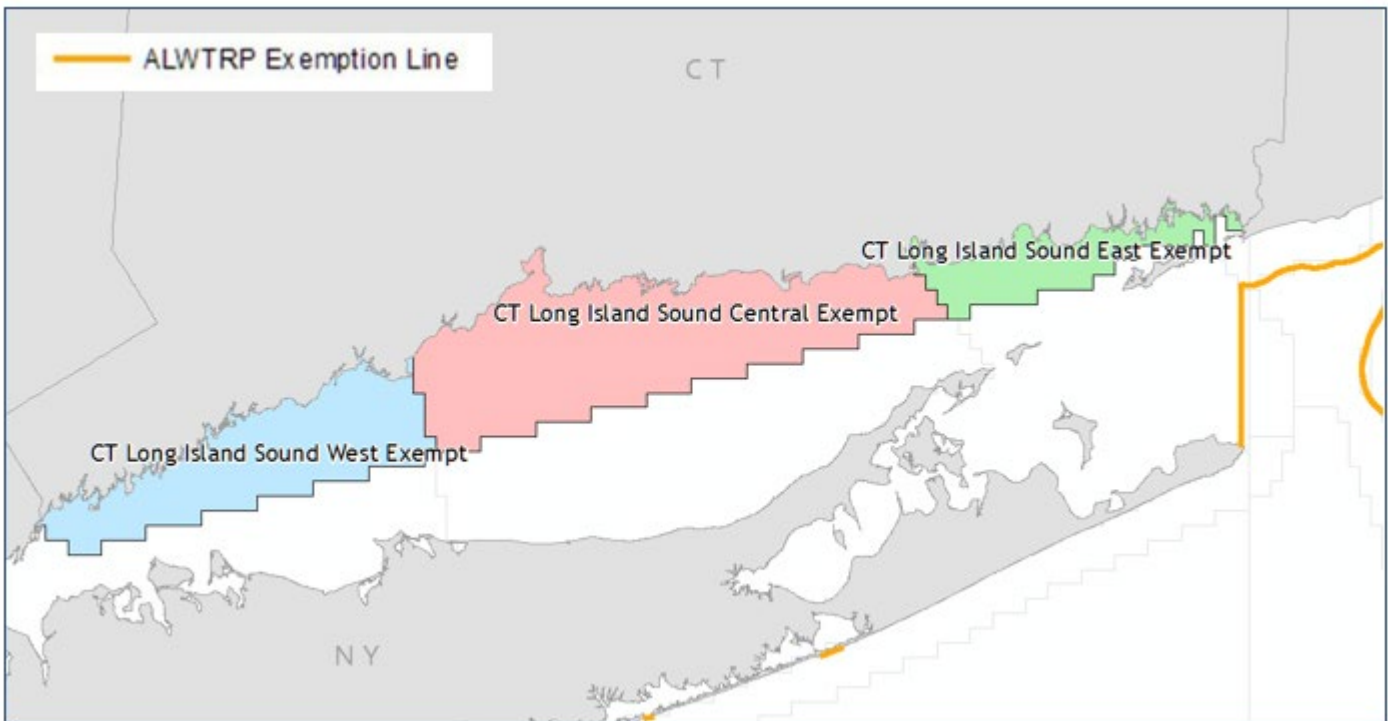 ALWTRP Exemption Line
CT
CT Long Island Sound East Exempt
CT Long Island Sound Central Exempt
CT Long Island Sound West Exempt
NY